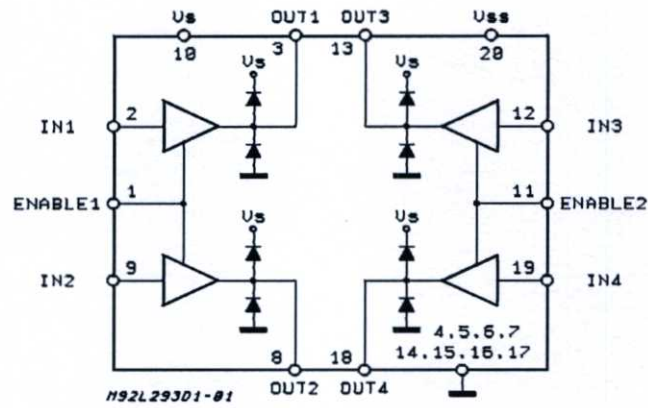 Vs OUT1 OUT3 Vss
10 3 13 20
Vs Vs
IN1 2 12 IN3
ENABLE1 1 11 ENABLE2
Vs Vs
IN2 9 19 IN4
4.5.6.7
8 18 14.15.16.17
OUT2 OUT4
M92L293D1-01